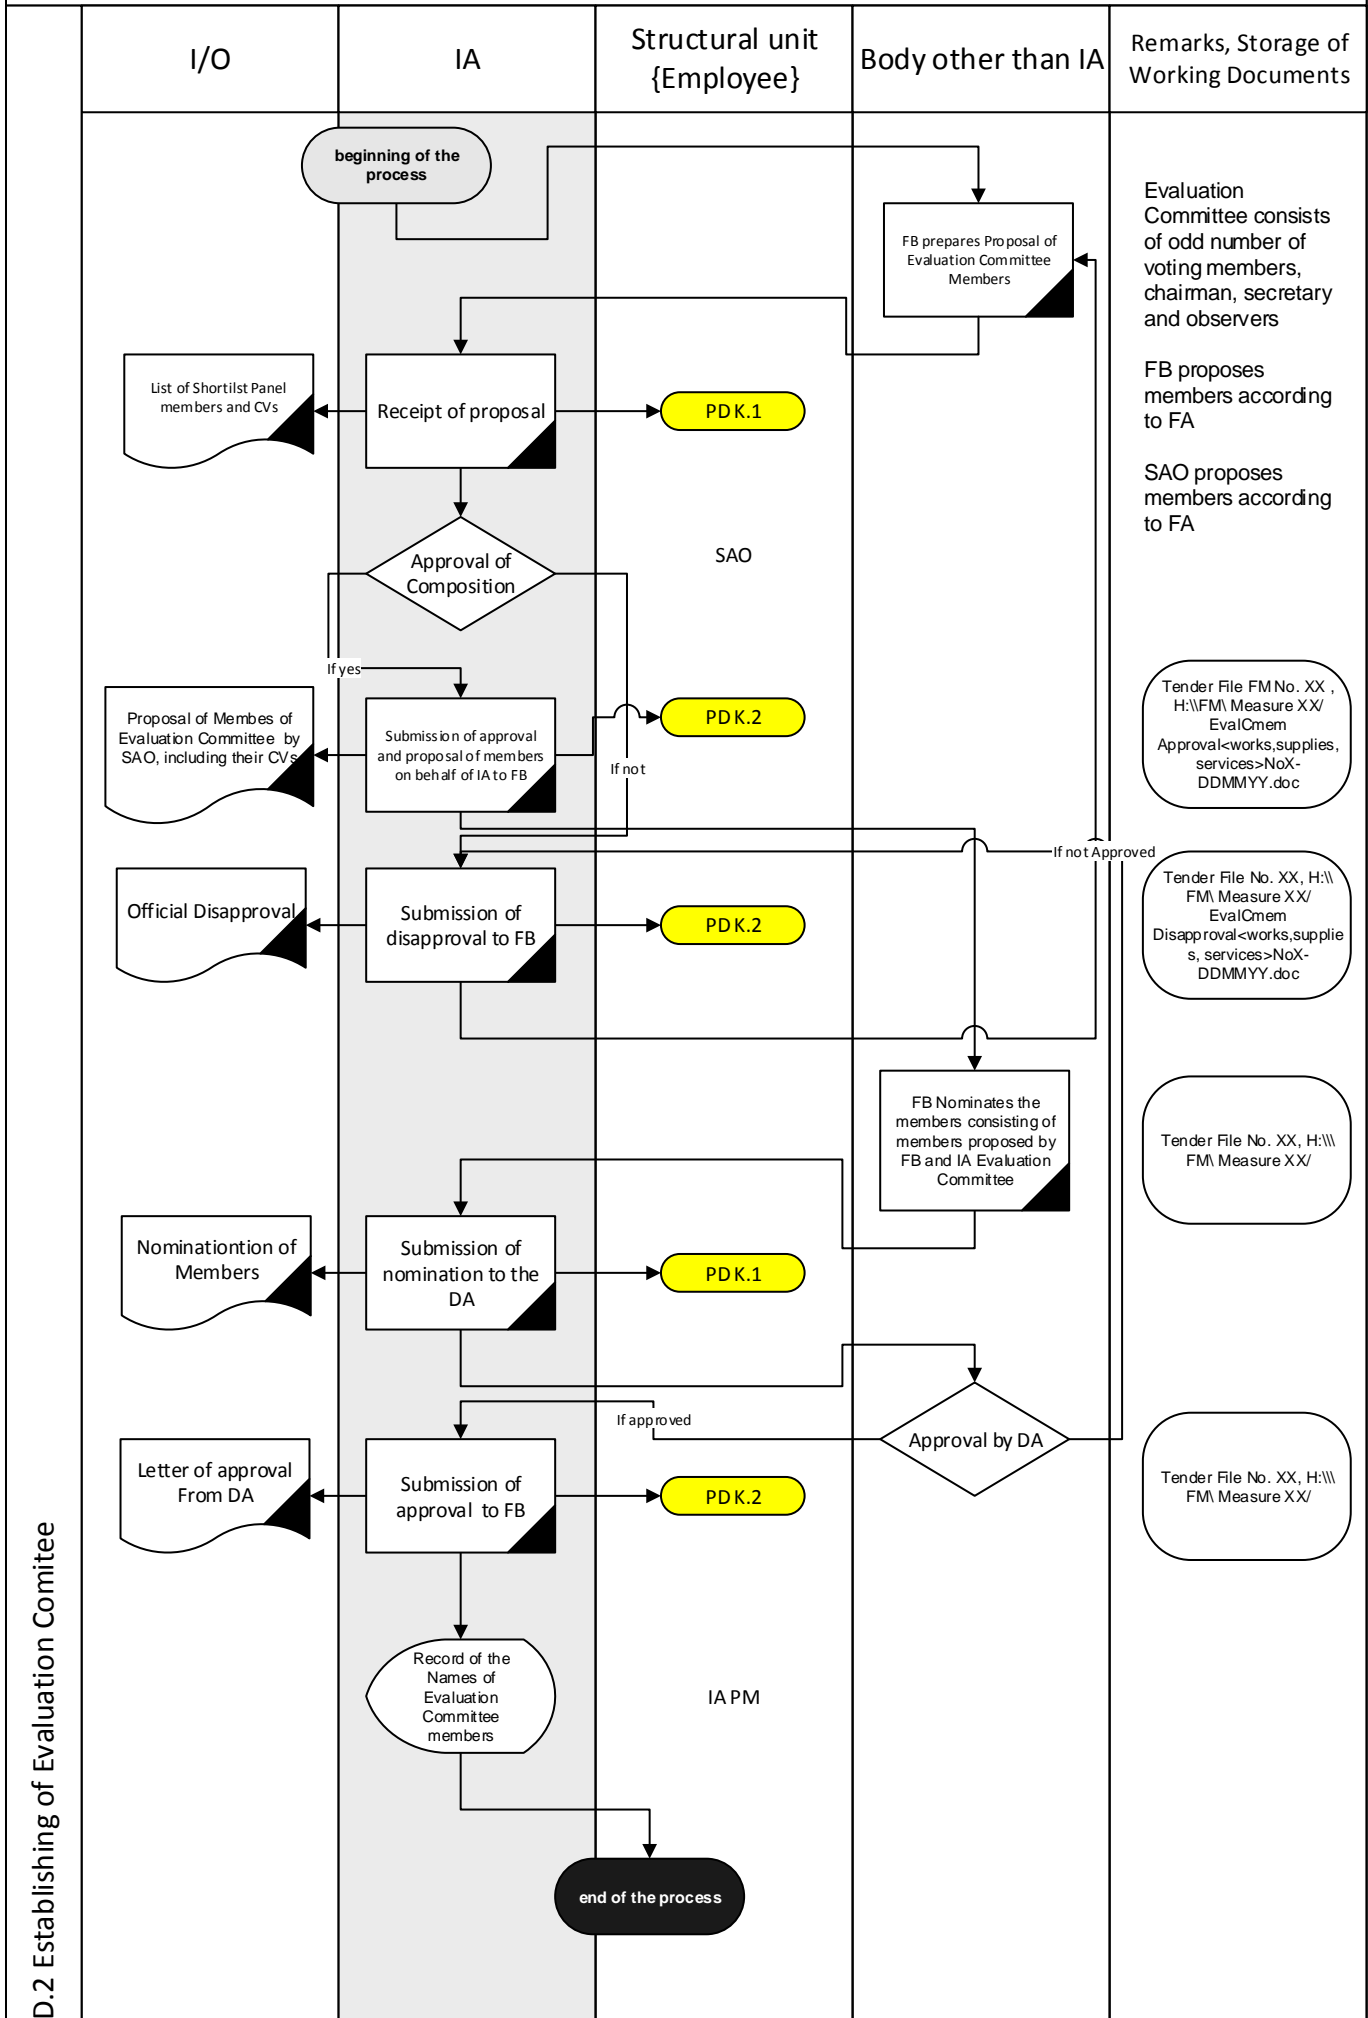 I/O
IA
Structural unit
{Employee}
Body other than IA
Remarks, Storage of
Working Documents
beginning of the
process
FB prepares Proposal of
Evaluation Committee
Members
Evaluation
Committee consists
of odd number of
voting members,
chairman, secretary
and observers
FB proposes
members according
to FA
SAO proposes
members according
to FA
List of Shortilst Panel
members and CVs
Receipt of proposal
PDK.1
Approval of
Composition
SAO
If yes
If not
Proposal of Membes of
Evaluation Committee by
SAO, including their CVs
Submission of approval
and proposal of members
on behalf of IA to FB
PDK.2
Tender File FM No. XX ,
H:\\FM\ Measure XX/
EvalCmem
Approval<works,supplies,
services>NoX-
DDMMYY.doc
If not Approved
Official Disapproval
Submission of
disapproval to FB
PDK.2
Tender File No. XX, H:\\
FM\ Measure XX/
EvalCmem
Disapproval<works,supplie
s, services>NoX-
DDMMYY.doc
FB Nominates the
members consisting of
members proposed by
FB and IA Evaluation
Committee
Tender File No. XX, H:\\\
FM\ Measure XX/
Nominationtion of
Members
Submission of
nomination to the
DA
PDK.1
If approved
Approval by DA
Letter of approval
From DA
Submission of
approval to FB
PDK.2
Tender File No. XX, H:\\\
FM\ Measure XX/
Record of the
Names of
Evaluation
Committee
members
IA PM
end of the process
D.2 Establishing of Evaluation Comitee